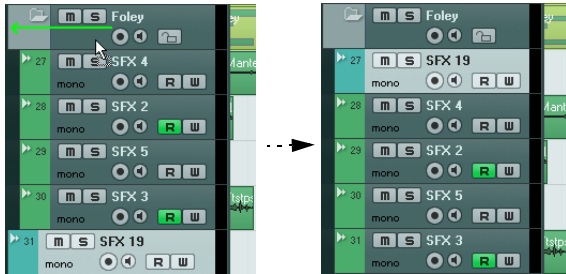 m S Foley
27 m S SFX 4
mono R W
28 m S SFX 2
mono R W
29 m S SFX 5
mono R W
30 m S SFX 3
mono R W
31 m S SFX 19
mono R W
m S Foley
27 m S SFX 19
mono R W
28 m S SFX 4
mono R W
29 m S SFX 2
mono R W
30 m S SFX 5
mono R W
31 m S SFX 3
mono R W